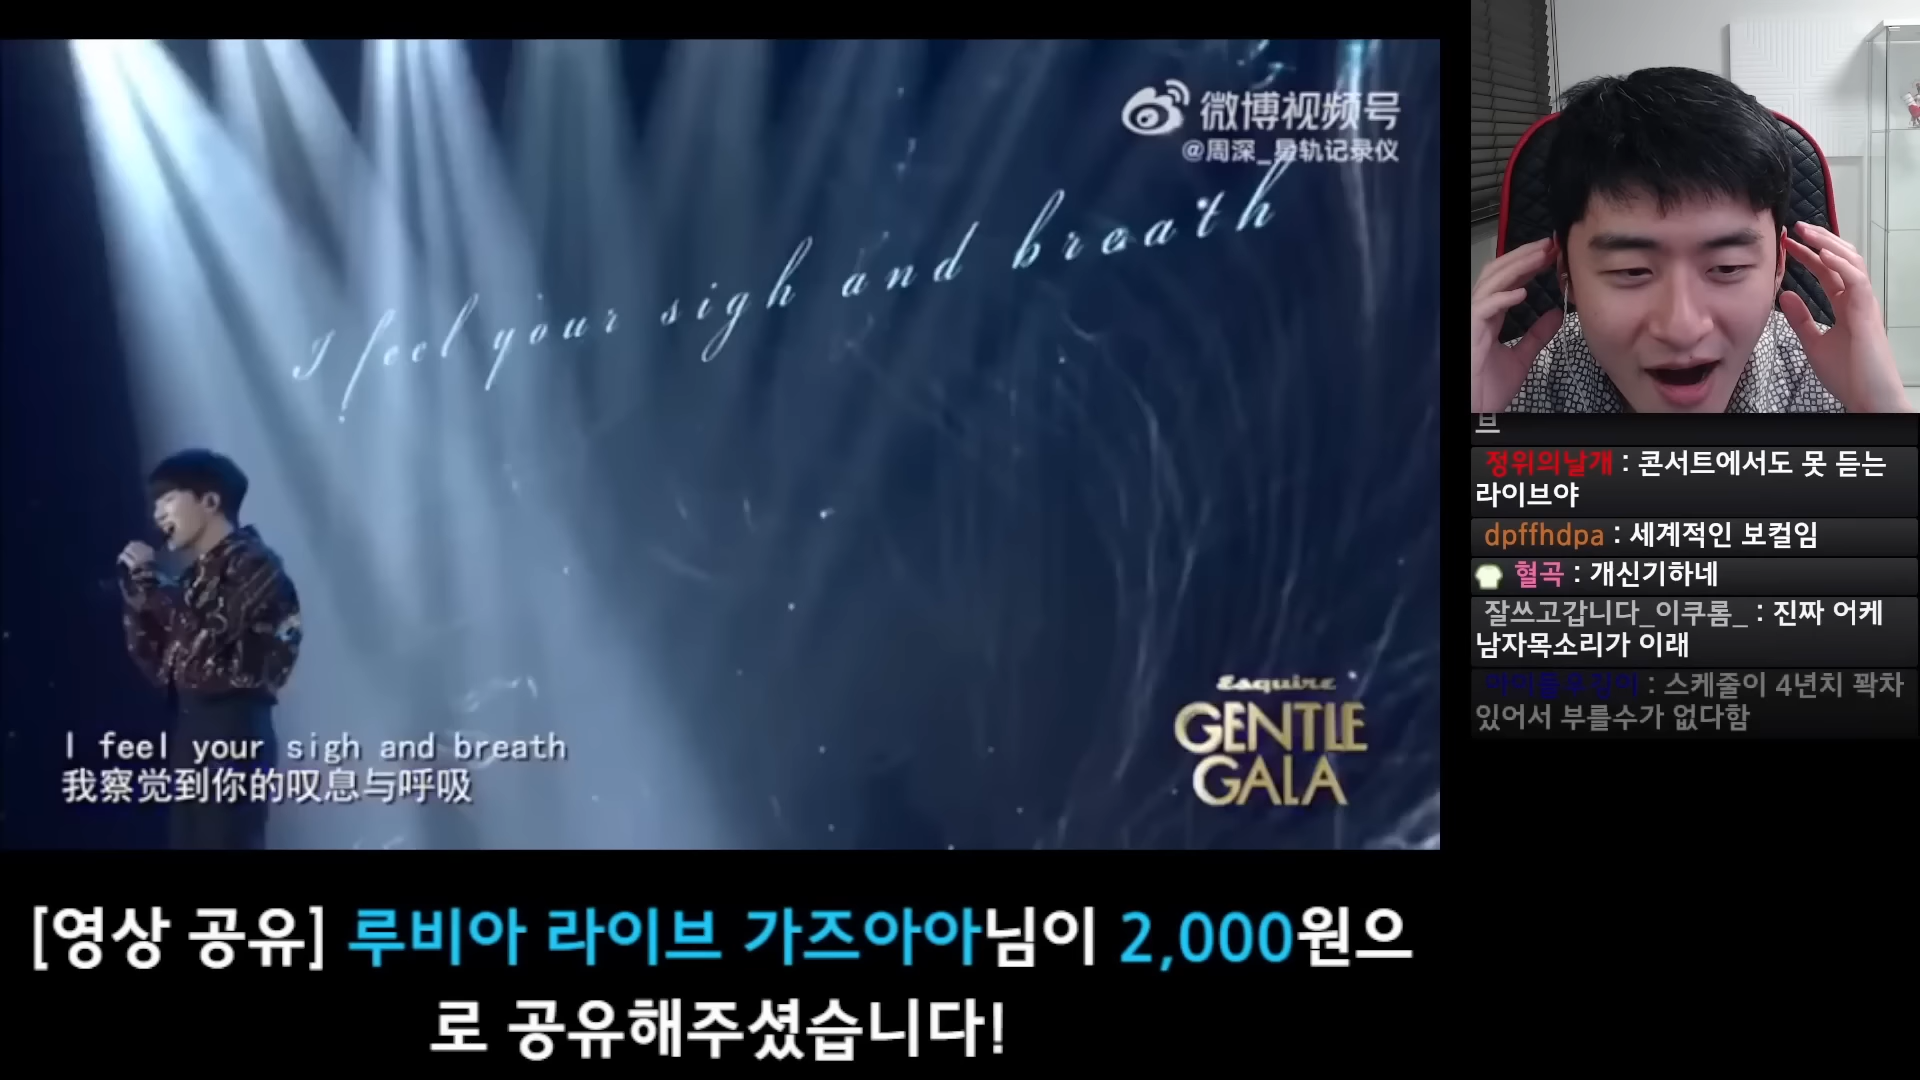 微博视频号
@周深_星轨记录仪
I feel your sigh and breath
I feel your sigh and breath
我察觉到你的叹息与呼吸
Esquire
GENTLE
GALA
브
정위의날개 : 콘서트에서도 못 듣는
라이브야
dpffhdpa : 세계적인 보컬임
혈곡 : 개신기하네
잘쓰고갑니다_이쿠롬_ : 진짜 어케
남자목소리가 이래
: 스케줄이 4년치 꽉차
있어서 부를수가 없다함
[영상 공유] 루비아 라이브 가즈아아님이 2,000원으
로 공유해주셨습니다!